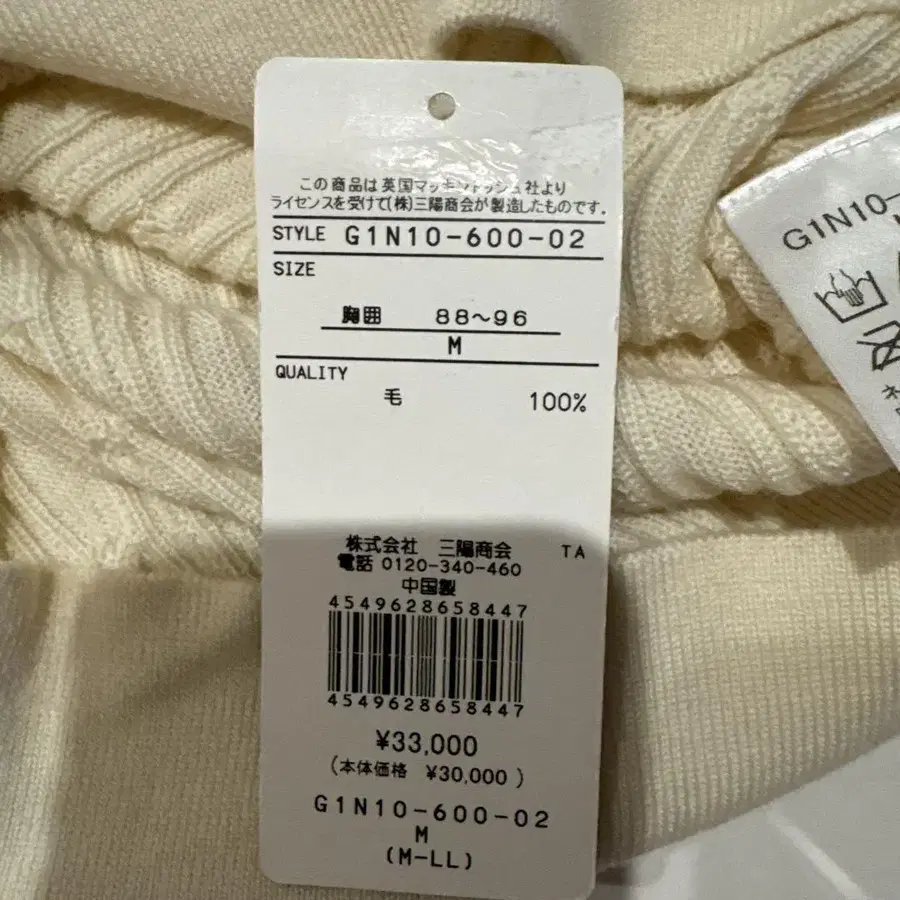 この商品は英国マッキントッシュ社より
ライセンスを受けて(株)三陽商会が製造したものです。
STYLE G1N10-600-02
SIZE
胸囲 88~96
M
QUALITY
毛 100%
株式会社 三陽商会 TA
電話 0120-340-460
中国製
4549628658447
4549628658447
¥33,000
(本体価格 ¥30,000)
G1N10-600-02
M
(M-LL)
G1N10-